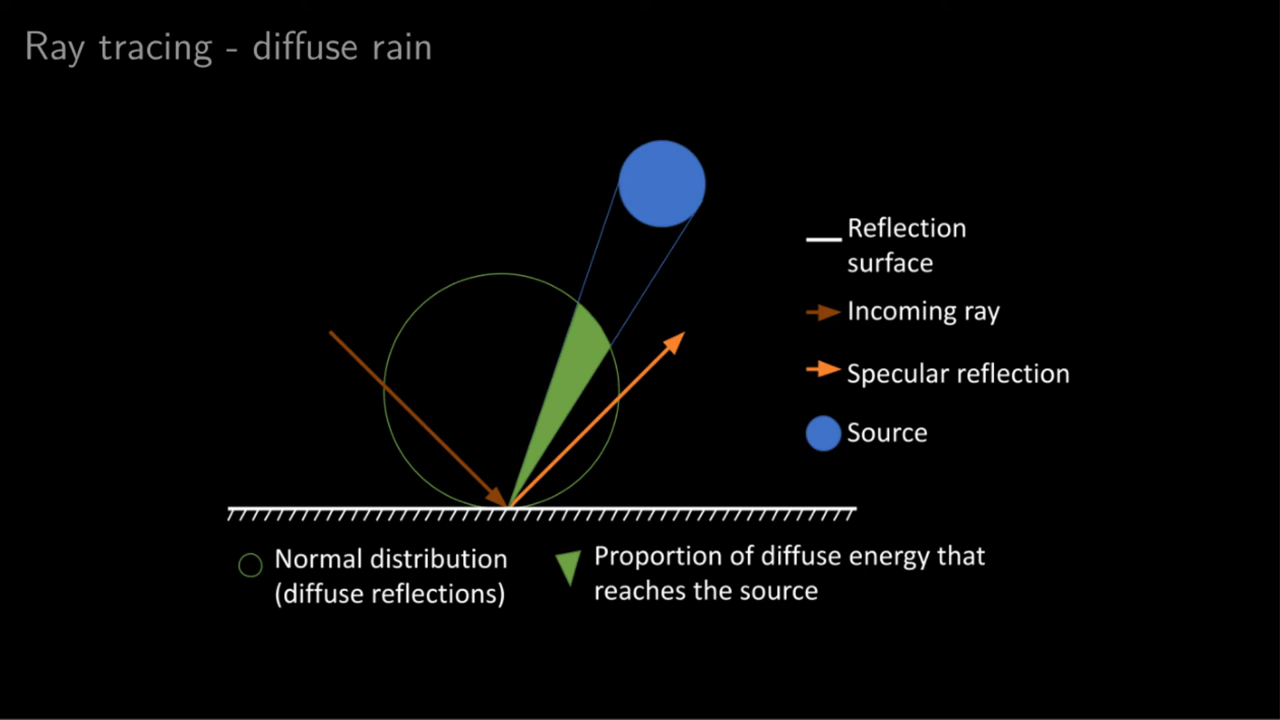 Ray tracing - diffuse rain
Reflection
surface
Incoming ray
Specular reflection
Source
Normal distribution
(diffuse reflections)
Proportion of diffuse energy that
reaches the source